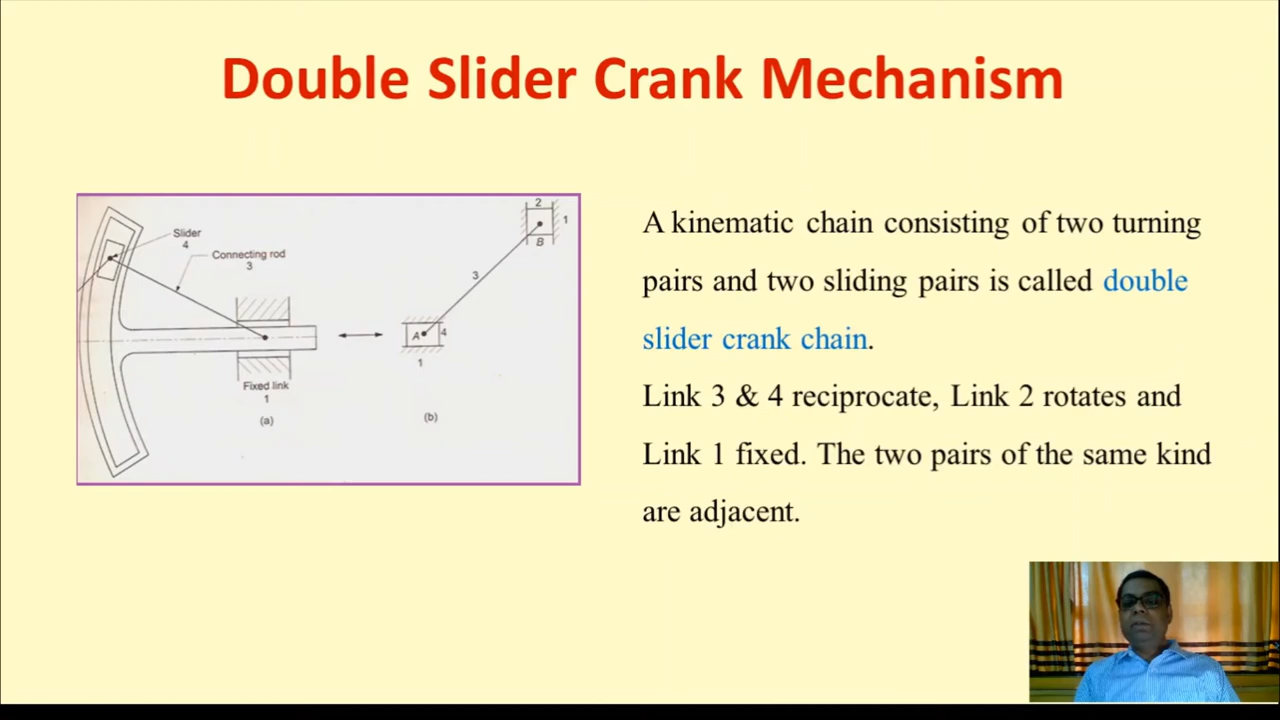 Double Slider Crank Mechanism
2
Slider
4
1
B
Connecting rod
3
3
A
4
1
Fixed link
1
(a)
(b)
A kinematic chain consisting of two turning
pairs and two sliding pairs is called double
slider crank chain.
Link 3 & 4 reciprocate, Link 2 rotates and
Link 1 fixed. The two pairs of the same kind
are adjacent.